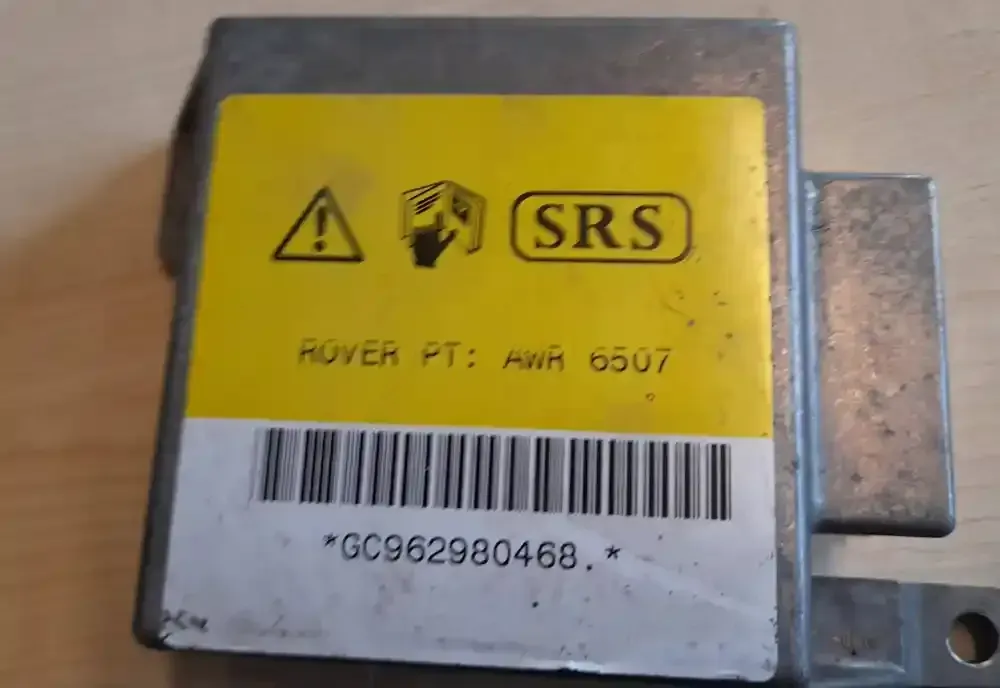 SRS
ROVER PT: AWR 6507
*GC962980468.*